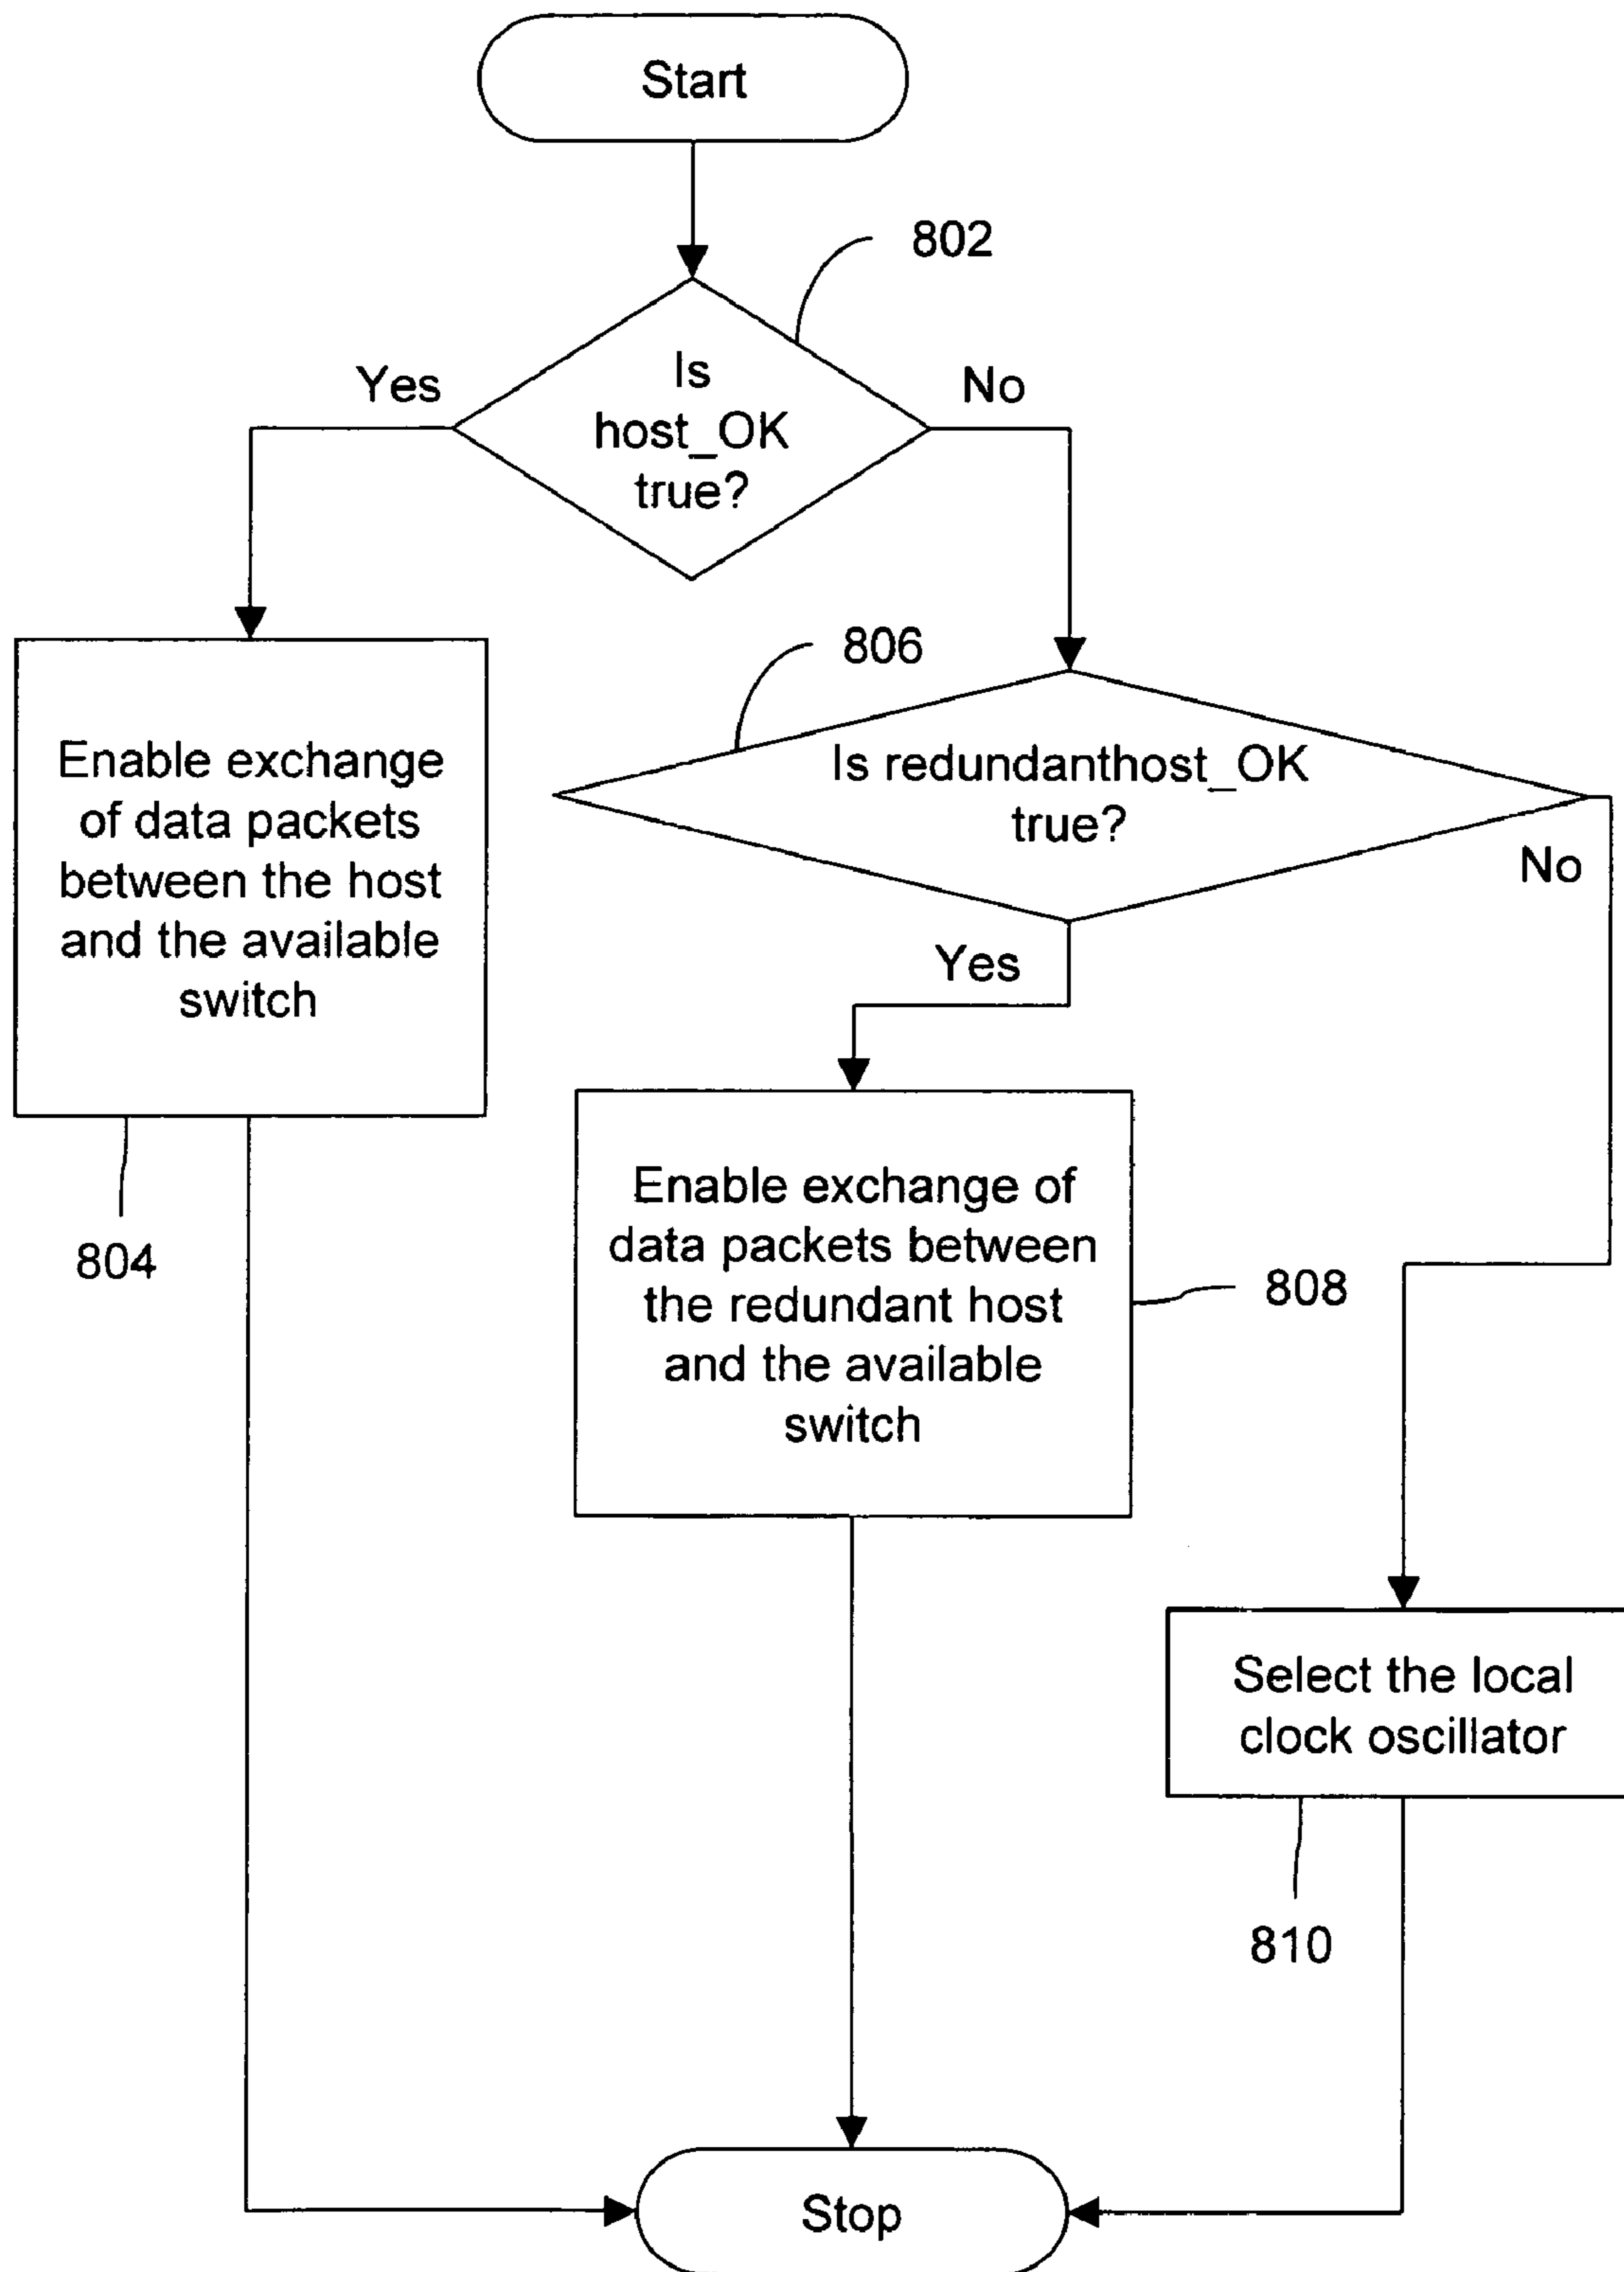 Start
802
Is
host_OK
true?
Yes
No
806
Is redundanthost_OK
true?
No
Yes
Enable exchange
of data packets
between the host
and the available
switch
804
Enable exchange of
data packets between
the redundant host
and the available
switch
808
Select the local
clock oscillator
810
Stop